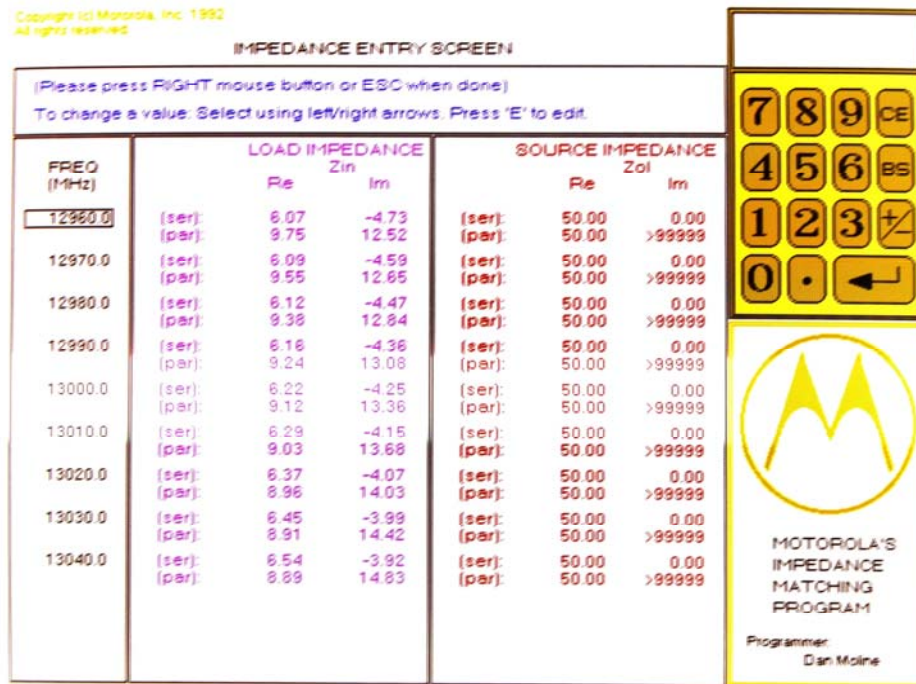 Copyright (c) Motorola, Inc. 1992
All rights reserved
IMPEDANCE ENTRY SCREEN
(Please press RIGHT mouse button or ESC when done)
To change a value: Select using left/right arrows. Press 'E' to edit.
FREQ
(MHz)
LOAD IMPEDANCE
Zin
Re Im
SOURCE IMPEDANCE
Zol
Re Im
12960.0 (ser): 6.07 -4.73 (ser): 50.00 0.00
(par): 9.75 12.52 (par): 50.00 >99999
12970.0 (ser): 6.09 -4.59 (ser): 50.00 0.00
(par): 9.55 12.65 (par): 50.00 >99999
12980.0 (ser): 6.12 -4.47 (ser): 50.00 0.00
(par): 9.38 12.84 (par): 50.00 >99999
12990.0 (ser): 6.16 -4.36 (ser): 50.00 0.00
(par): 9.24 13.08 (par): 50.00 >99999
13000.0 (ser): 6.22 -4.25 (ser): 50.00 0.00
(par): 9.12 13.36 (par): 50.00 >99999
13010.0 (ser): 6.29 -4.15 (ser): 50.00 0.00
(par): 9.03 13.68 (par): 50.00 >99999
13020.0 (ser): 6.37 -4.07 (ser): 50.00 0.00
(par): 8.96 14.03 (par): 50.00 >99999
13030.0 (ser): 6.45 -3.99 (ser): 50.00 0.00
(par): 8.91 14.42 (par): 50.00 >99999
13040.0 (ser): 6.54 -3.92 (ser): 50.00 0.00
(par): 8.89 14.83 (par): 50.00 >99999
7 8 9 CE
4 5 6 BS
1 2 3 +/-
0 .
MOTOROLA'S
IMPEDANCE
MATCHING
PROGRAM
Programmer:
Dan Moline